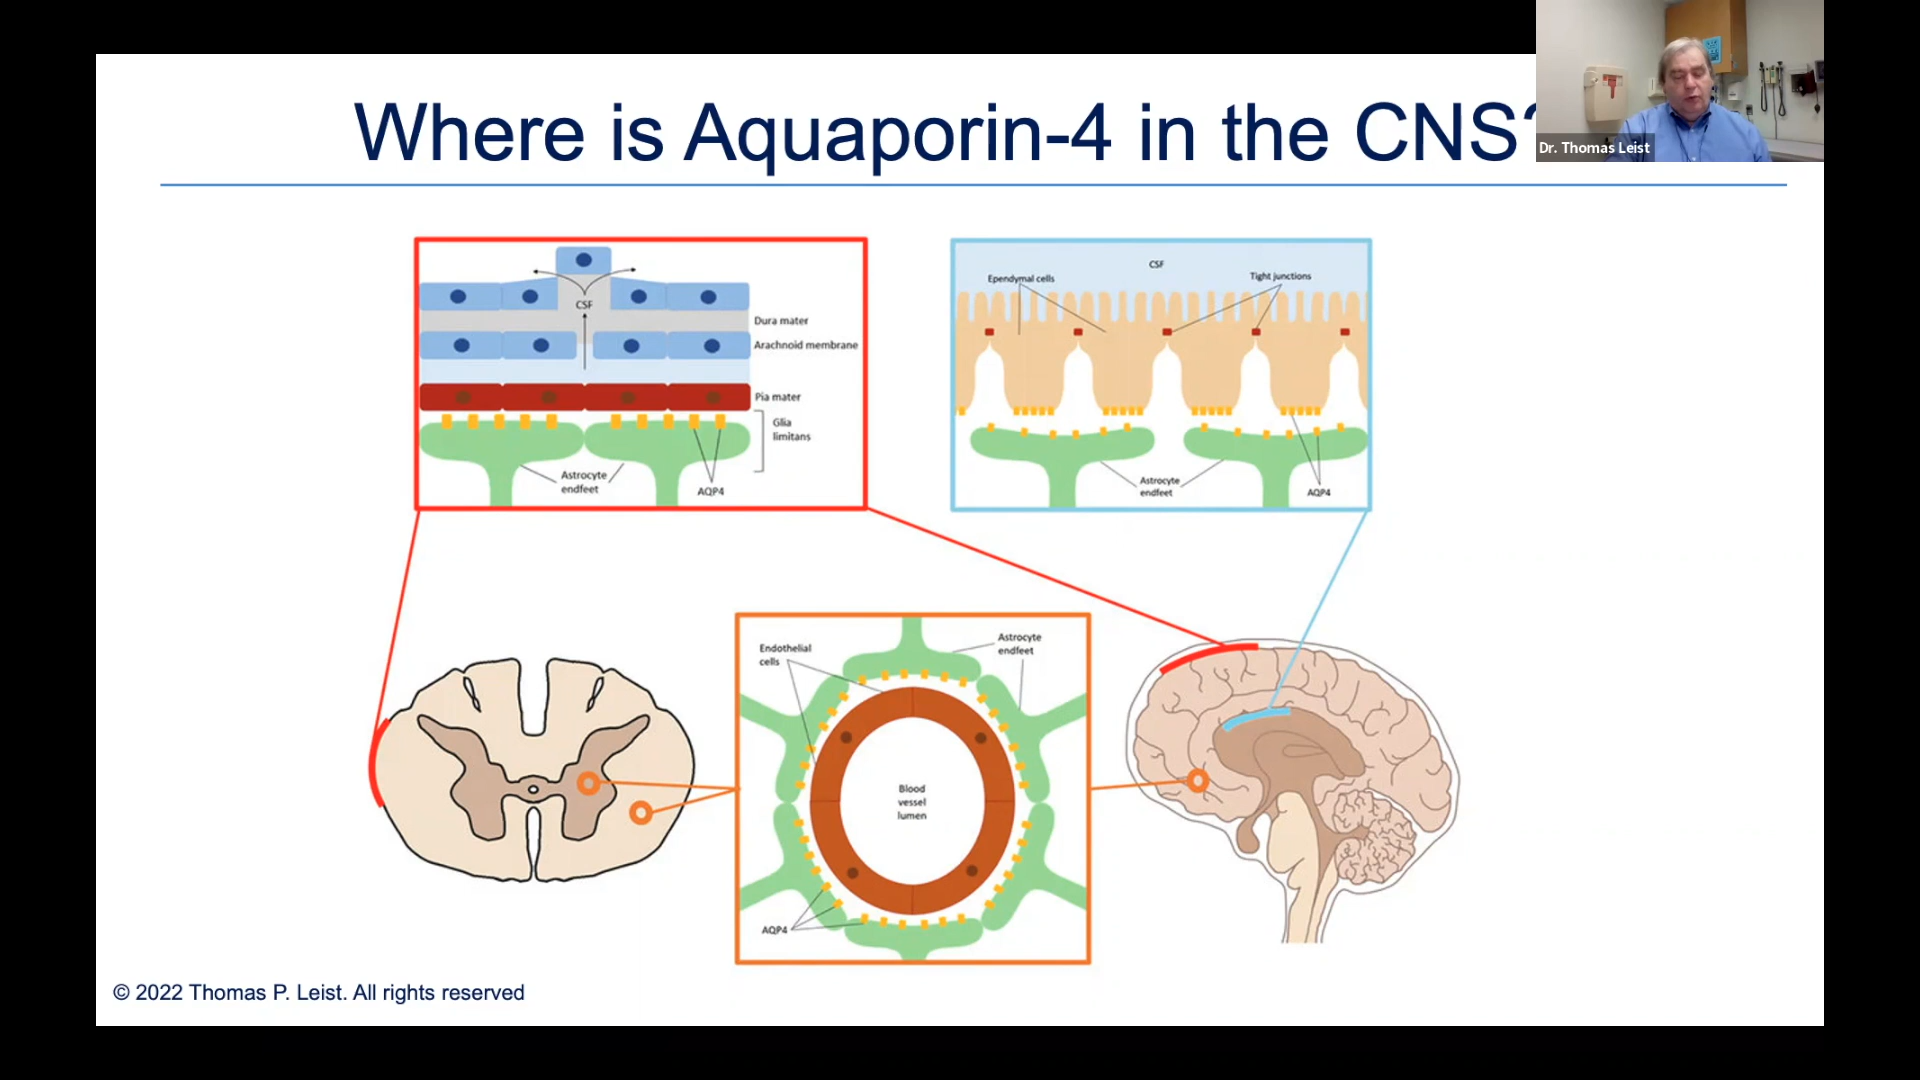 Where is Aquaporin-4 in the CNS?
Dr. Thomas Leist
CSF
Dura mater
Arachnoid membrane
Pia mater
Glia
limitans
Astrocyte
endfeet
AQP4
CSF
Ependymal cells
Tight junctions
Astrocyte
endfeet
AQP4
Endothelial
cells
Astrocyte
endfeet
Blood
vessel
lumen
AQP4
© 2022 Thomas P. Leist. All rights reserved